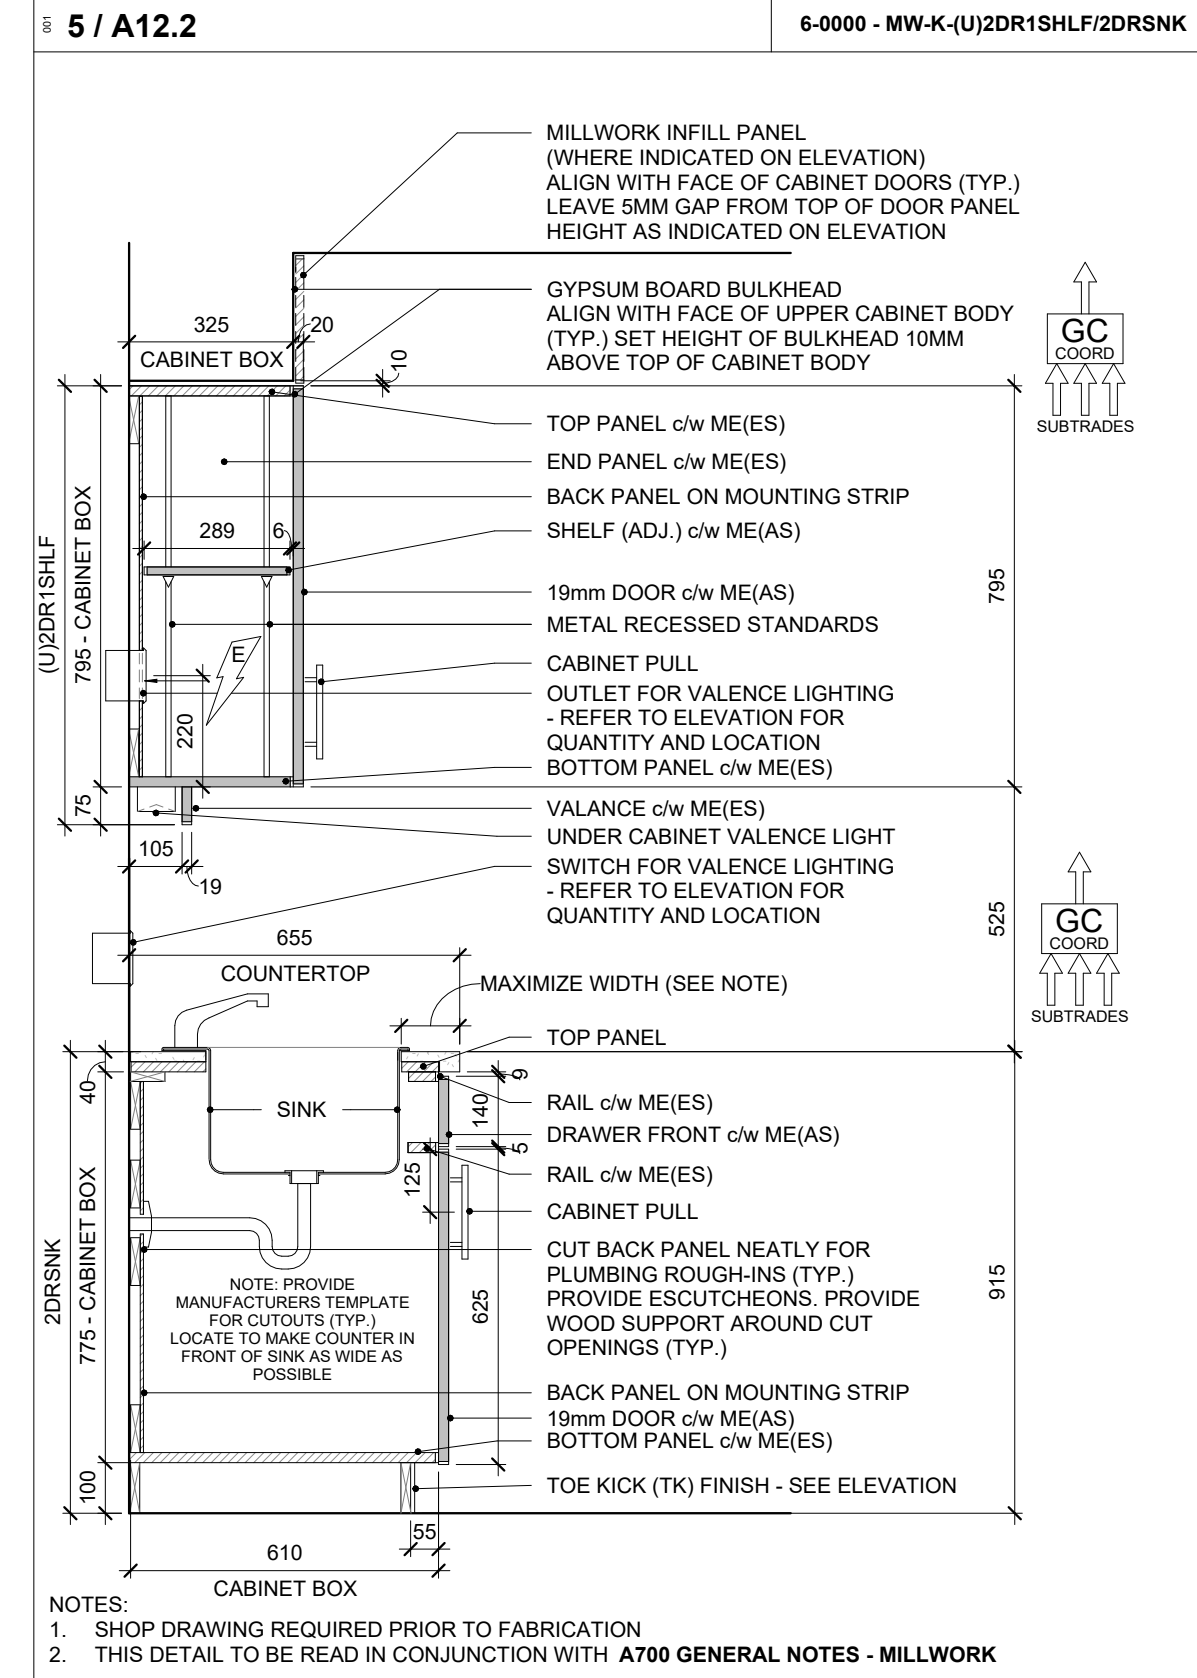 001
5 / A12.2
6-0000 - MW-K-(U)2DR1SHLF/2DRSNK
MILLWORK INFILL PANEL
(WHERE INDICATED ON ELEVATION)
ALIGN WITH FACE OF CABINET DOORS (TYP.)
LEAVE 5MM GAP FROM TOP OF DOOR PANEL
HEIGHT AS INDICATED ON ELEVATION
GYPSUM BOARD BULKHEAD
ALIGN WITH FACE OF UPPER CABINET BODY
(TYP.) SET HEIGHT OF BULKHEAD 10MM
ABOVE TOP OF CABINET BODY
GC
COORD
SUBTRADES
325
20
CABINET BOX
10
TOP PANEL c/w ME(ES)
END PANEL c/w ME(ES)
BACK PANEL ON MOUNTING STRIP
289
6
SHELF (ADJ.) c/w ME(AS)
(U)2DR1SHLF
795 - CABINET BOX
795
19mm DOOR c/w ME(AS)
METAL RECESSED STANDARDS
E
CABINET PULL
OUTLET FOR VALENCE LIGHTING
- REFER TO ELEVATION FOR
QUANTITY AND LOCATION
220
BOTTOM PANEL c/w ME(ES)
75
VALANCE c/w ME(ES)
UNDER CABINET VALENCE LIGHT
105
19
SWITCH FOR VALENCE LIGHTING
- REFER TO ELEVATION FOR
QUANTITY AND LOCATION
525
GC
COORD
SUBTRADES
655
COUNTERTOP
MAXIMIZE WIDTH (SEE NOTE)
TOP PANEL
40
9
SINK
140
RAIL c/w ME(ES)
DRAWER FRONT c/w ME(AS)
5
RAIL c/w ME(ES)
125
CABINET PULL
2DRSNK
775 - CABINET BOX
CUT BACK PANEL NEATLY FOR
PLUMBING ROUGH-INS (TYP.)
PROVIDE ESCUTCHEONS. PROVIDE
WOOD SUPPORT AROUND CUT
OPENINGS (TYP.)
NOTE: PROVIDE
MANUFACTURERS TEMPLATE
FOR CUTOUTS (TYP.)
LOCATE TO MAKE COUNTER IN
FRONT OF SINK AS WIDE AS
POSSIBLE
625
915
BACK PANEL ON MOUNTING STRIP
19mm DOOR c/w ME(AS)
BOTTOM PANEL c/w ME(ES)
100
TOE KICK (TK) FINISH - SEE ELEVATION
55
610
CABINET BOX
NOTES:
1. SHOP DRAWING REQUIRED PRIOR TO FABRICATION
2. THIS DETAIL TO BE READ IN CONJUNCTION WITH A700 GENERAL NOTES - MILLWORK